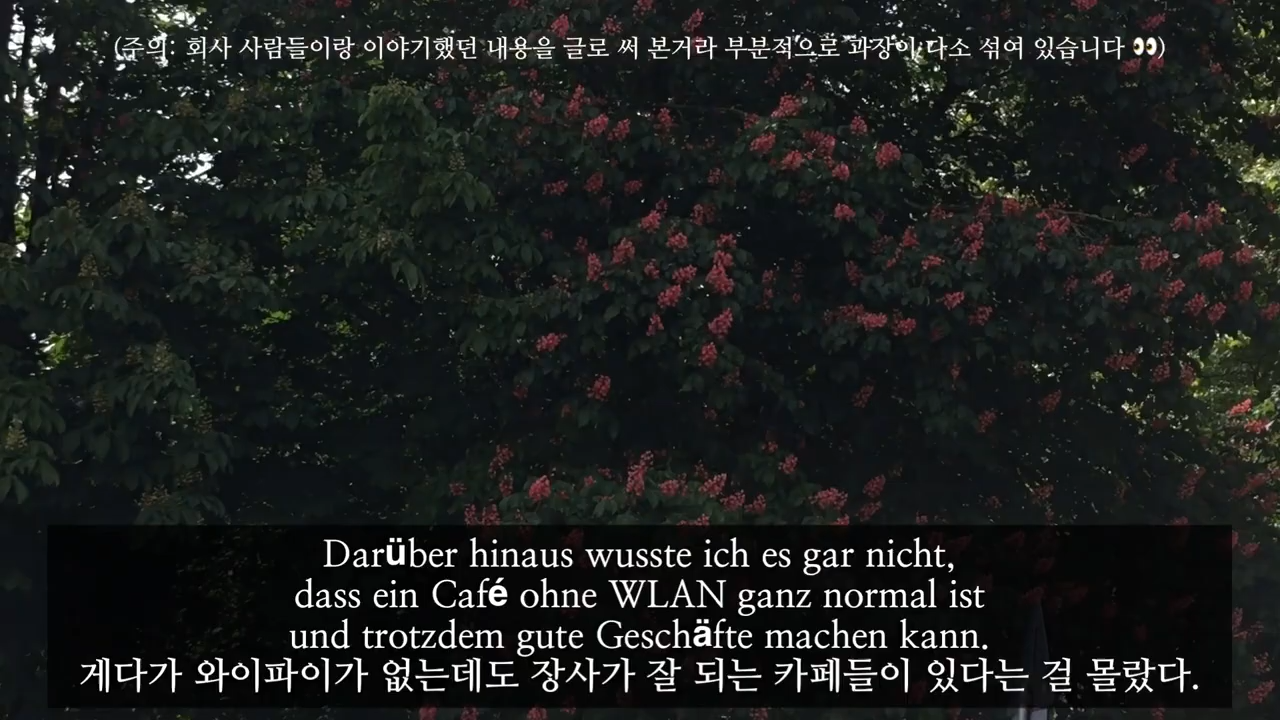 (주의: 회사 사람들이랑 이야기했던 내용을 글로 써 본거라 부분적으로 과장이 다소 섞여 있습니다 👀)
Darüber hinaus wusste ich es gar nicht,
dass ein Café ohne WLAN ganz normal ist
und trotzdem gute Geschäfte machen kann.
게다가 와이파이가 없는데도 장사가 잘 되는 카페들이 있다는 걸 몰랐다.